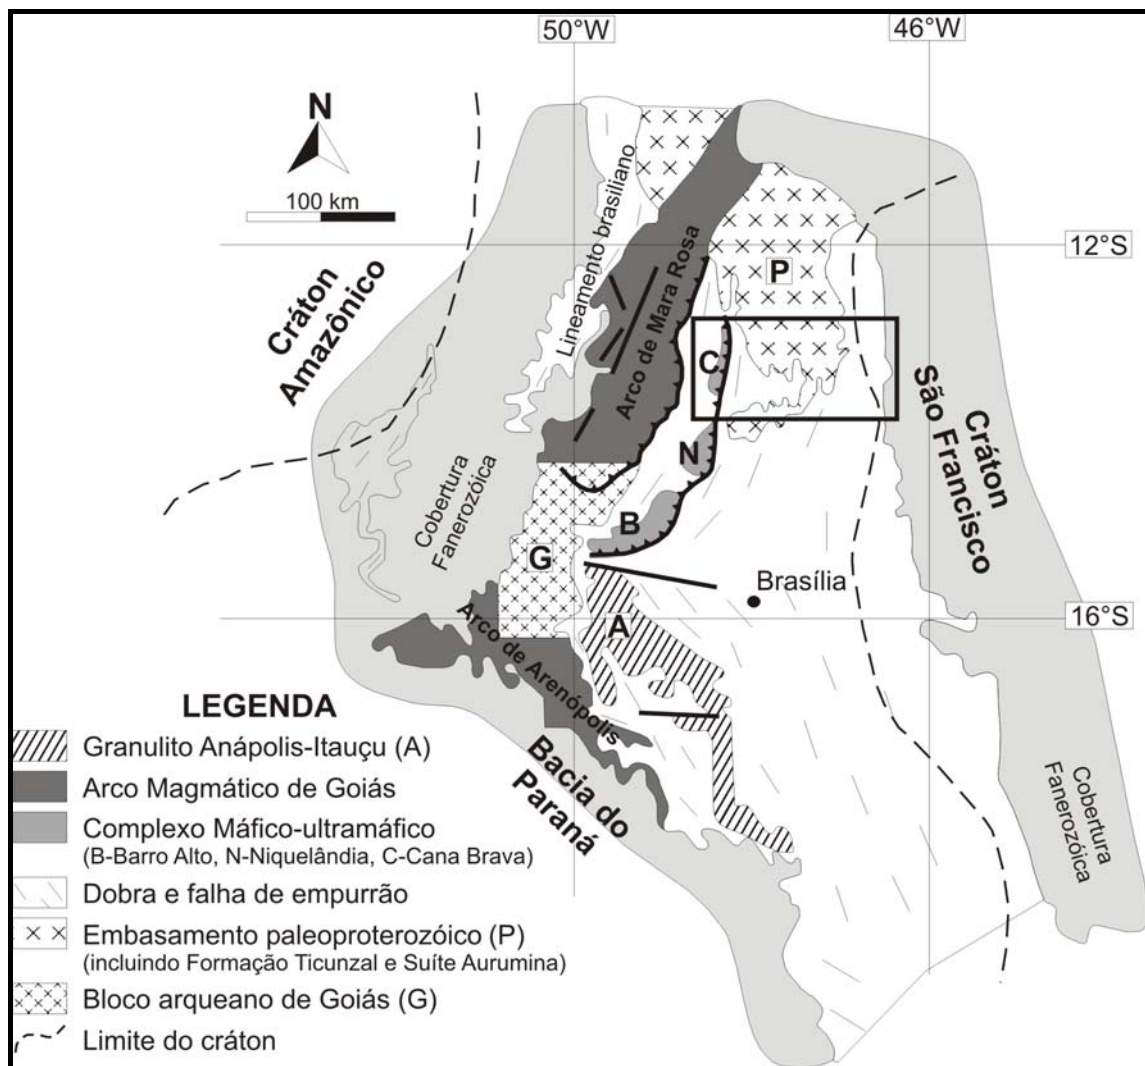 50°W
46°W
N
100 km
12°S
Cráton
Amazônico
Lineamento brasiliano
Arco de Mara Rosa
P
C
N
B
G
A
Cráton
São Francisco
Cobertura
Fanerozóica
Brasília
16°S
Arco de Arenópolis
Bacia do
Paraná
Cobertura
Fanerozóica
LEGENDA
Granulito Anápolis-Itauçu (A)
Arco Magmático de Goiás
Complexo Máfico-ultramáfico
(B-Barro Alto, N-Niquelândia, C-Cana Brava)
Dobra e falha de empurrão
Embasamento paleoproterozóico (P)
(incluindo Formação Ticunzal e Suíte Aurumina)
Bloco arqueano de Goiás (G)
Limite do cráton